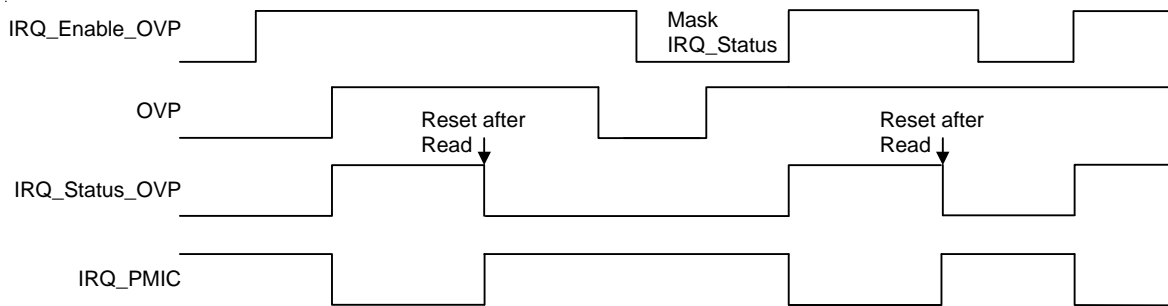 IRQ_Enable_OVP
Mask
IRQ_Status
OVP
Reset after
Read
Reset after
Read
IRQ_Status_OVP
IRQ_PMIC